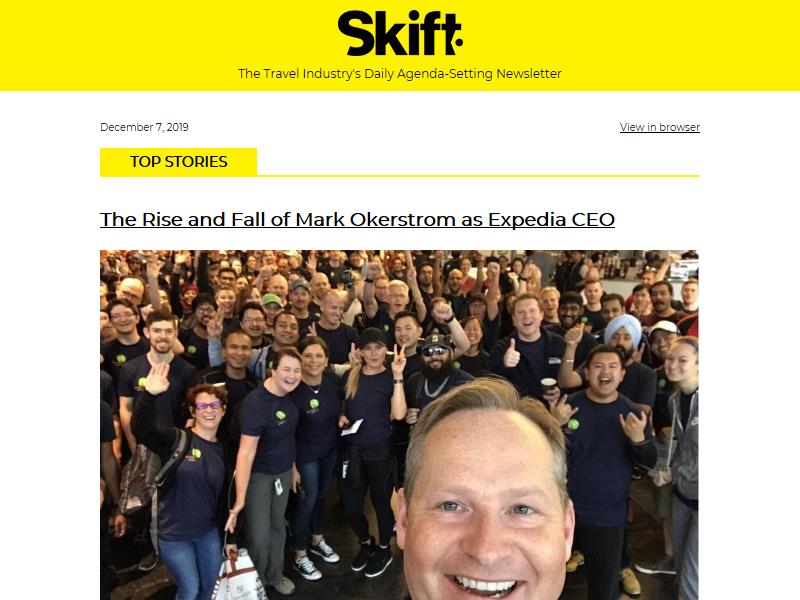 Skift
The Travel Industry's Daily Agenda-Setting Newsletter
December 7, 2019
View in browser
TOP STORIES
The Rise and Fall of Mark Okerstrom as Expedia CEO